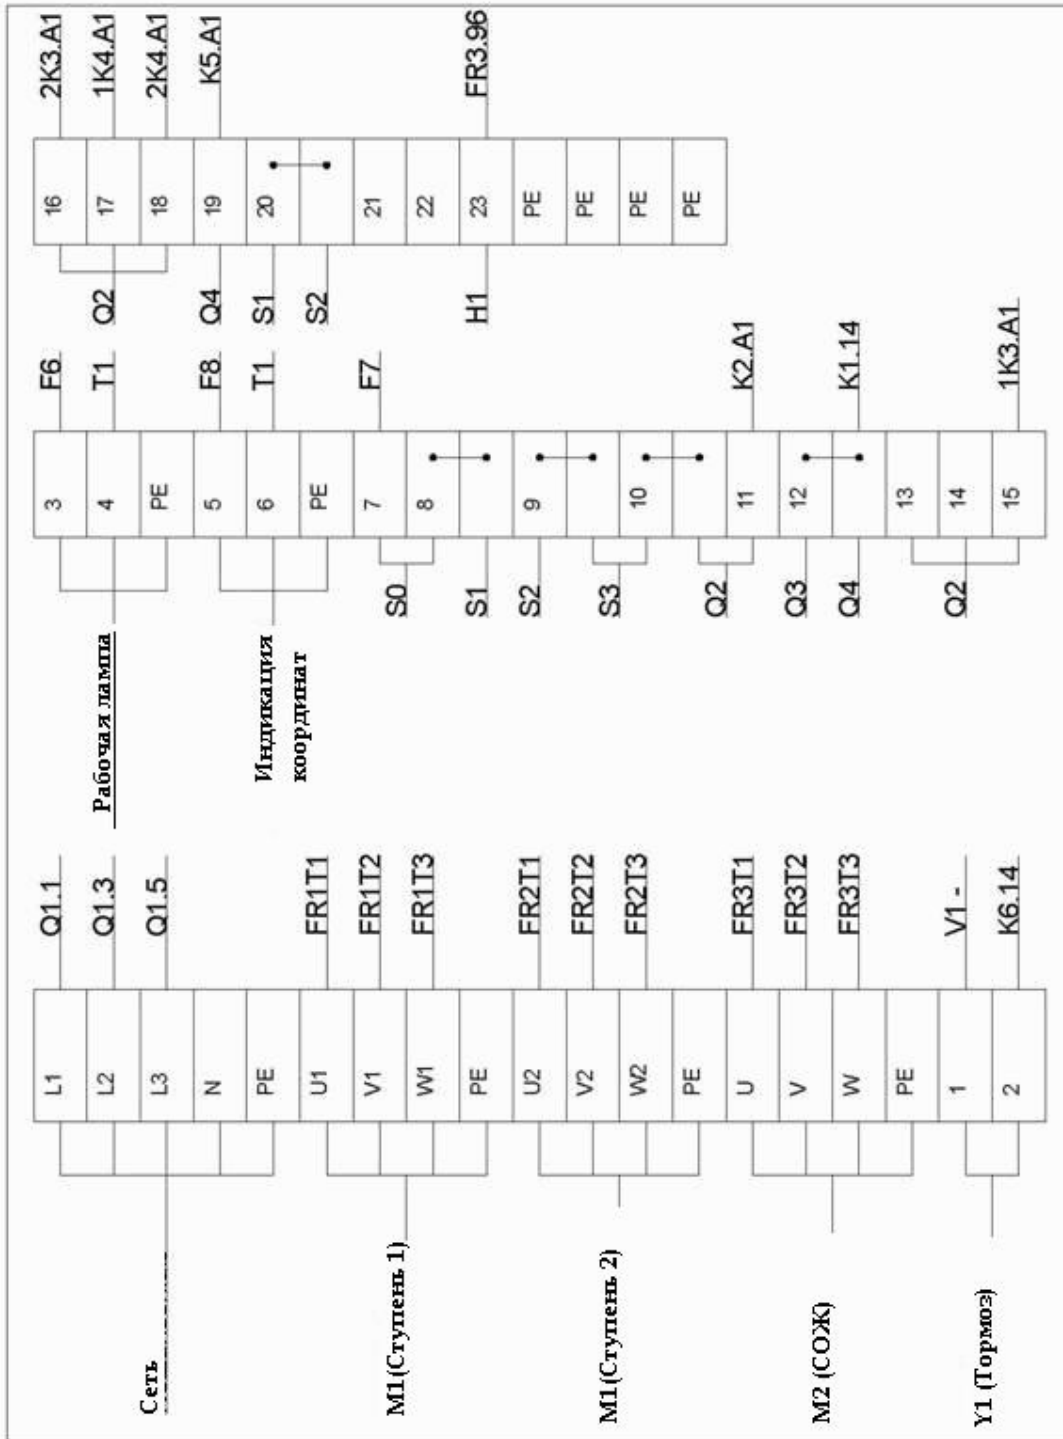 2K3.A1
1K4.A1
2K4.A1
K5.A1
FR3.96
16
17
18
19
20
21
22
23
PE
PE
PE
PE
Q2
Q4
S1
S2
H1
F6
T1
F8
T1
F7
K2.A1
K1.14
1K3.A1
3
4
PE
5
6
PE
7
8
9
10
11
12
13
14
15
S0
S1
S2
S3
Q2
Q3
Q4
Q2
Рабочая лампа
Индикация
координат
Q1.1
Q1.3
Q1.5
FR1T1
FR1T2
FR1T3
FR2T1
FR2T2
FR2T3
FR3T1
FR3T2
FR3T3
V1 -
K6.14
L1
L2
L3
N
PE
U1
V1
W1
PE
U2
V2
W2
PE
U
V
W
PE
1
2
Сеть
М1(Ступень 1)
М1(Ступень 2)
М2 (СОЖ)
Y1 (Тормоз)